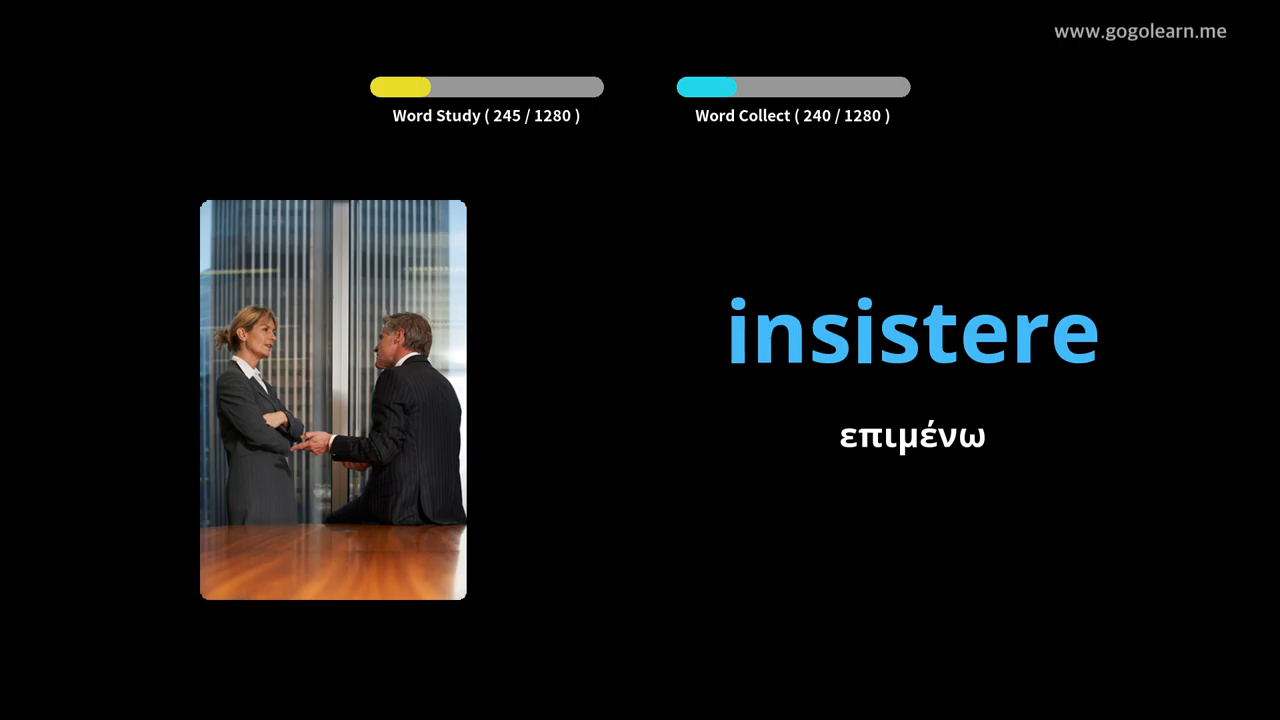 www.gogolearn.me
Word Study ( 245 / 1280 )
Word Collect ( 240 / 1280 )
insistere
επιμένω